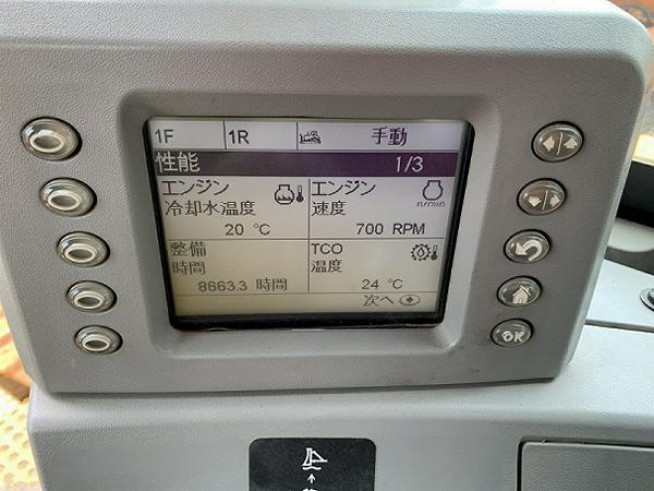 1F 1R 手動
性能 1/3
エンジン
冷却水温度
20 °C
エンジン
速度
n/min
700 RPM
整備
時間
8663.3 時間
TCO
温度
24 °C
次へ
OK